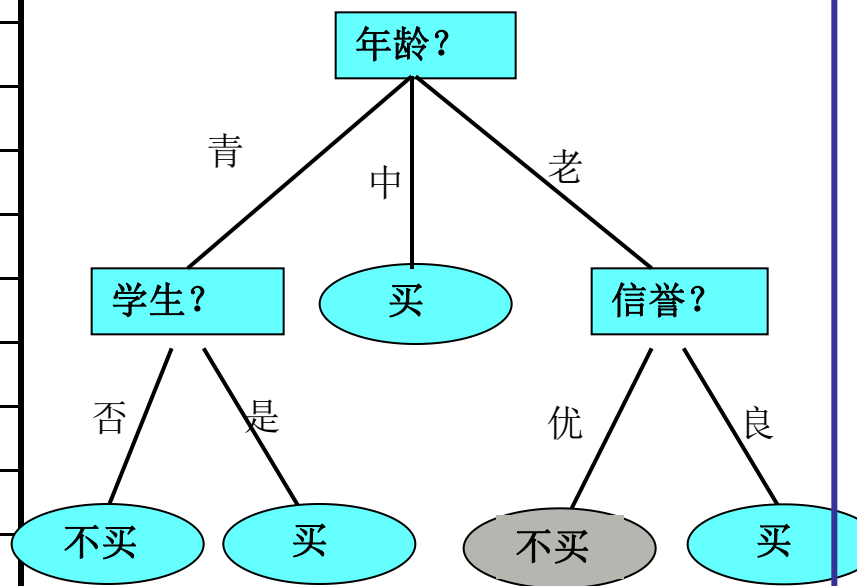 年龄？
青
中
老
学生？
买
信誉？
否
是
优
良
不买
买
不买
买